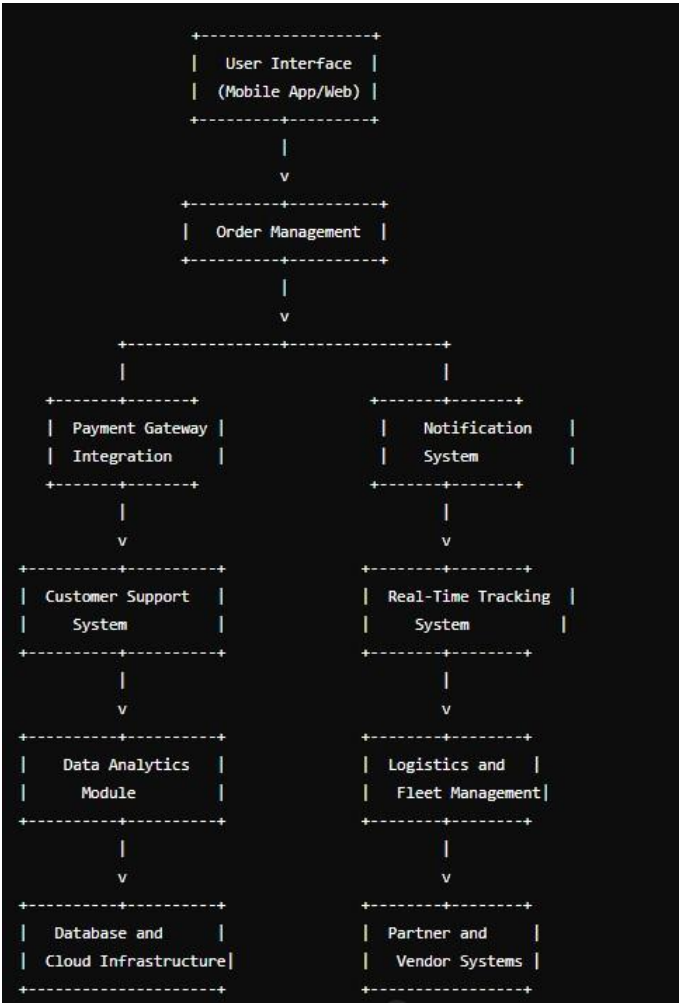 +-------------------+
|   User Interface  |
|  (Mobile App/Web) |
+---------+---------+
|
v
+----------+----------+
|   Order Management  |
+----------+----------+
|
v
+-----------------+-----------------+
|                                   |
+-------+-------+                   +-------+-------+
|  Payment Gateway |                 |    Notification    |
|  Integration     |                 |    System          |
+-------+-------+                   +-------+-------+
|                                   |
v                                   v
+----------+----------+               +--------+--------+
|  Customer Support   |               |  Real-Time Tracking  |
|     System          |               |     System          |
+----------+----------+               +--------+--------+
|                                   |
v                                   v
+----------+----------+               +--------+--------+
|    Data Analytics   |               |  Logistics and   |
|      Module         |               |   Fleet Management|
+----------+----------+               +--------+--------+
|                                   |
v                                   v
+----------+----------+               +--------+--------+
|   Database and      |               |  Partner and     |
|  Cloud Infrastructure|              |   Vendor Systems |
+---------------------+               +-----------------+